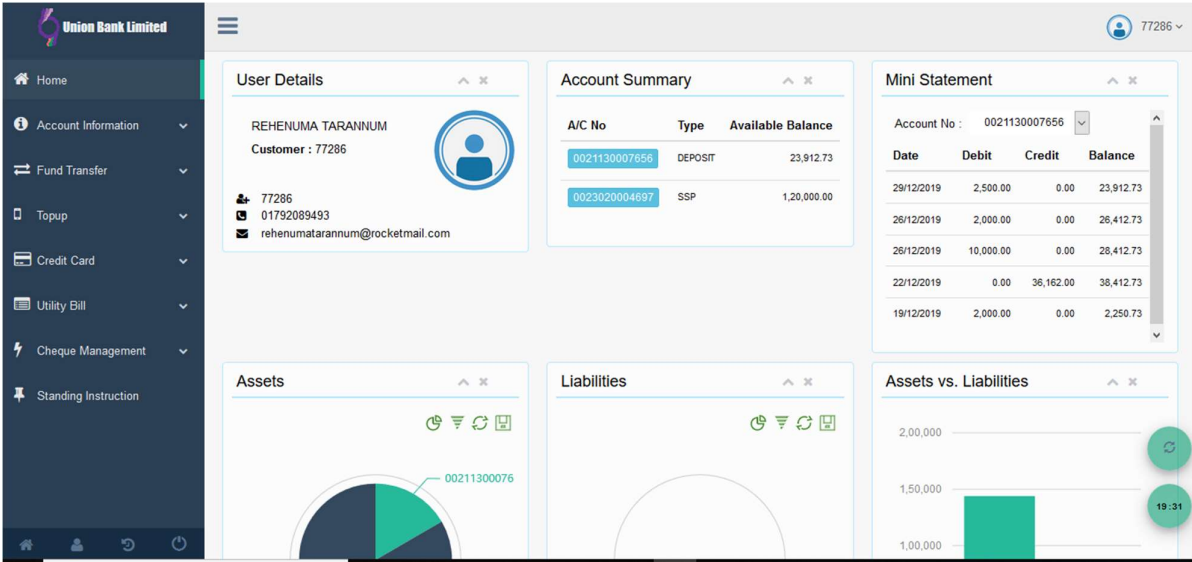 Union Bank Limited
77286
Home
Account Information
Fund Transfer
Topup
Credit Card
Utility Bill
Cheque Management
Standing Instruction
User Details
REHENUMA TARANNUM
Customer : 77286
77286
01792089493
rehenumatarannum@rocketmail.com
Account Summary
A/C No Type Available Balance
0021130007656 DEPOSIT 23,912.73
0023020004697 SSP 1,20,000.00
Mini Statement
Account No : 0021130007656
Date Debit Credit Balance
29/12/2019 2,500.00 0.00 23,912.73
26/12/2019 2,000.00 0.00 26,412.73
26/12/2019 10,000.00 0.00 28,412.73
22/12/2019 0.00 36,162.00 38,412.73
19/12/2019 2,000.00 0.00 2,250.73
Assets
00211300076
Liabilities
Assets vs. Liabilities
2,00,000
1,50,000
1,00,000
19:31